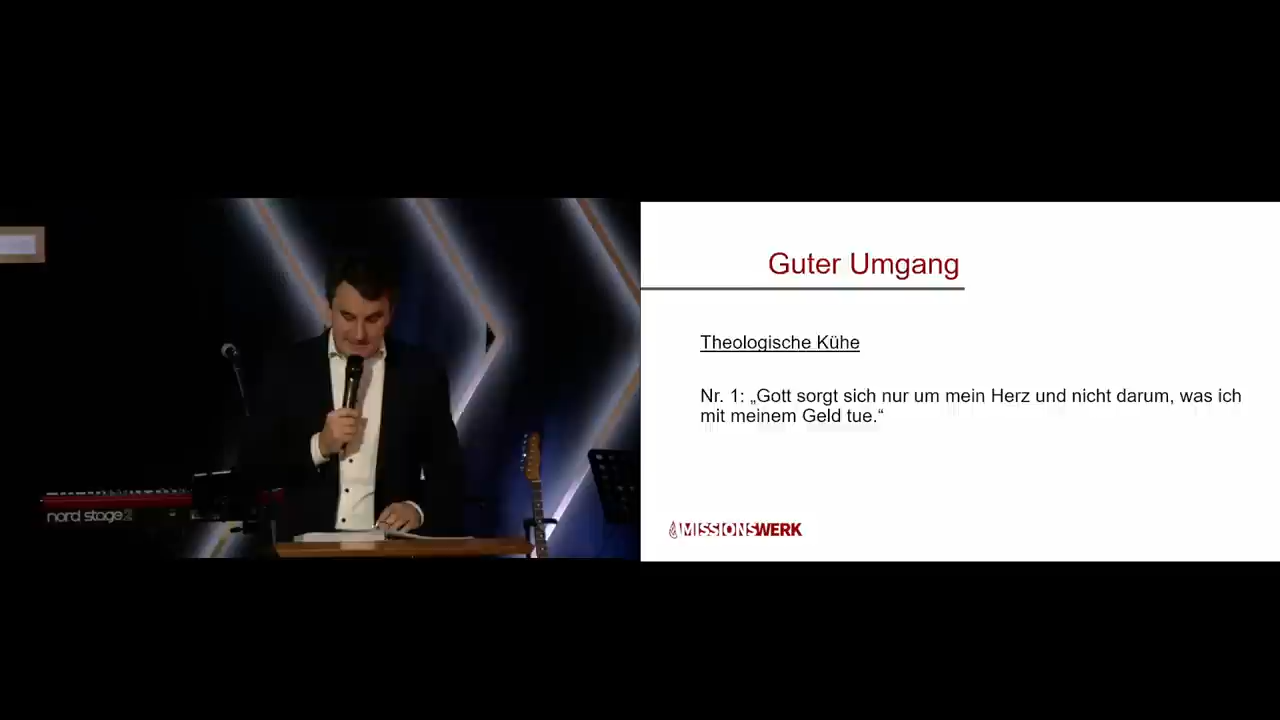 Guter Umgang
Theologische Kühe
Nr. 1: „Gott sorgt sich nur um mein Herz und nicht darum, was ich
mit meinem Geld tue.“
MISSIONSWERK
nord stage 2